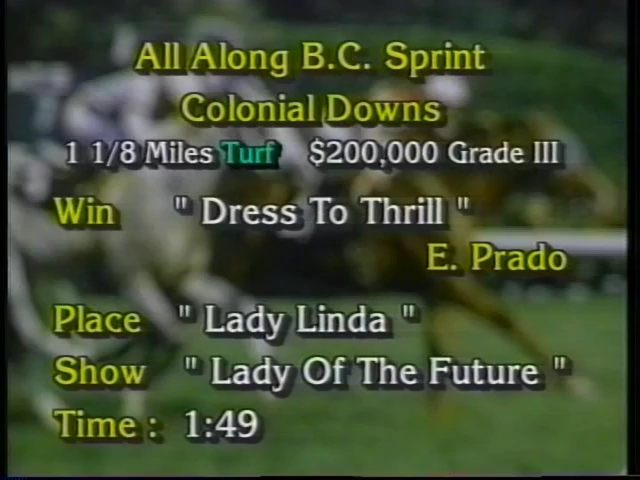 All Along B.C. Sprint
Colonial Downs
1 1/8 Miles Turf $200,000 Grade III
Win " Dress To Thrill "
E. Prado
Place " Lady Linda "
Show " Lady Of The Future "
Time : 1:49